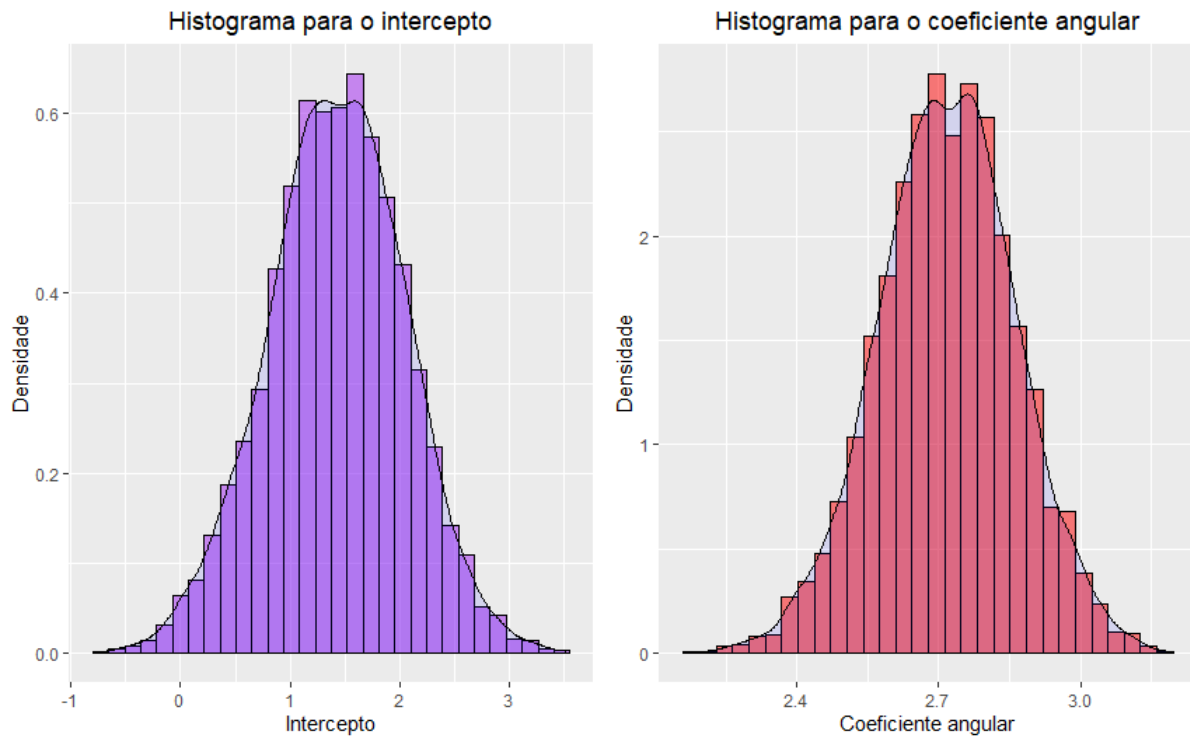 Histograma para o intercepto
Densidade
0.6
0.4
0.2
0.0
-1 0 1 2 3
Intercepto
Histograma para o coeficiente angular
Densidade
2
1
0
2.4 2.7 3.0
Coeficiente angular